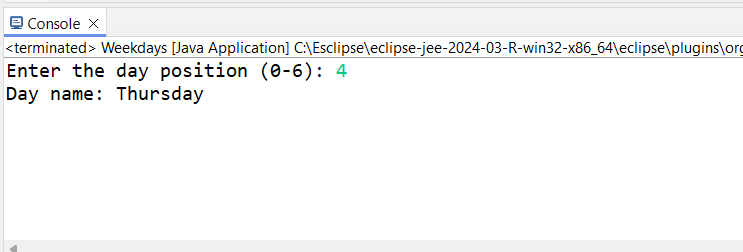 Console
<terminated> Weekdays [Java Application] C:\Esclipse\eclipse-jee-2024-03-R-win32-x86_64\eclipse\plugins\org
Enter the day position (0-6): 4
Day name: Thursday